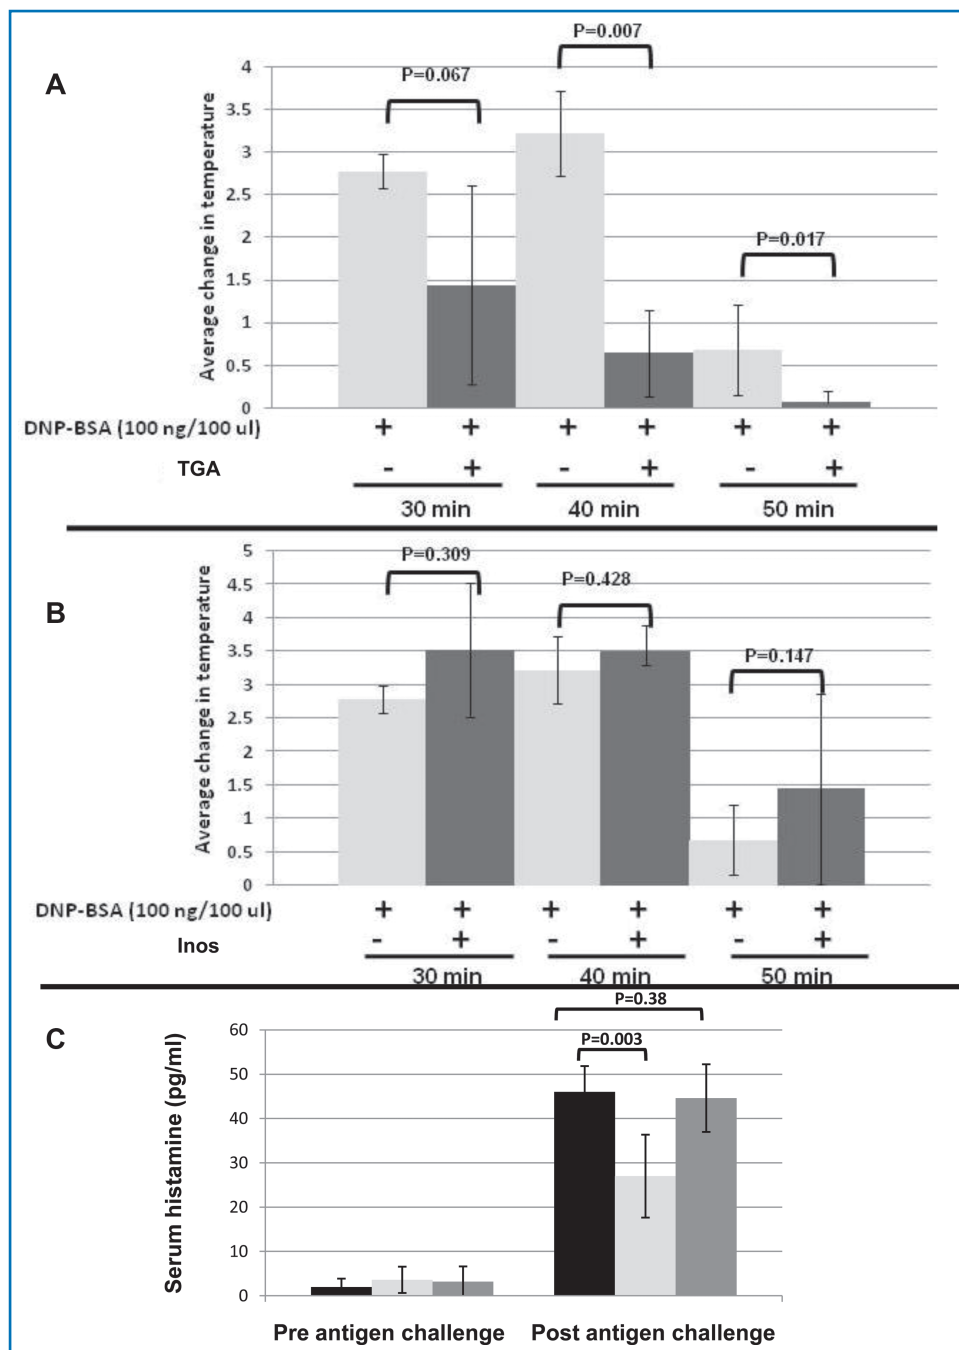 A
P=0.067
P=0.007
P=0.017
Average change in temperature
4
3.5
3
2.5
2
1.5
1
0.5
0
DNP-BSA (100 ng/100 ul) + + + + + +
TGA - + - + - +
30 min 40 min 50 min
B
P=0.309
P=0.428
P=0.147
Average change in temperature
5
4.5
4
3.5
3
2.5
2
1.5
1
0.5
0
DNP-BSA (100 ng/100 ul) + + + + + +
Inos - + - + - +
30 min 40 min 50 min
C
P=0.38
P=0.003
Serum histamine (pg/ml)
60
50
40
30
20
10
0
Pre antigen challenge Post antigen challenge